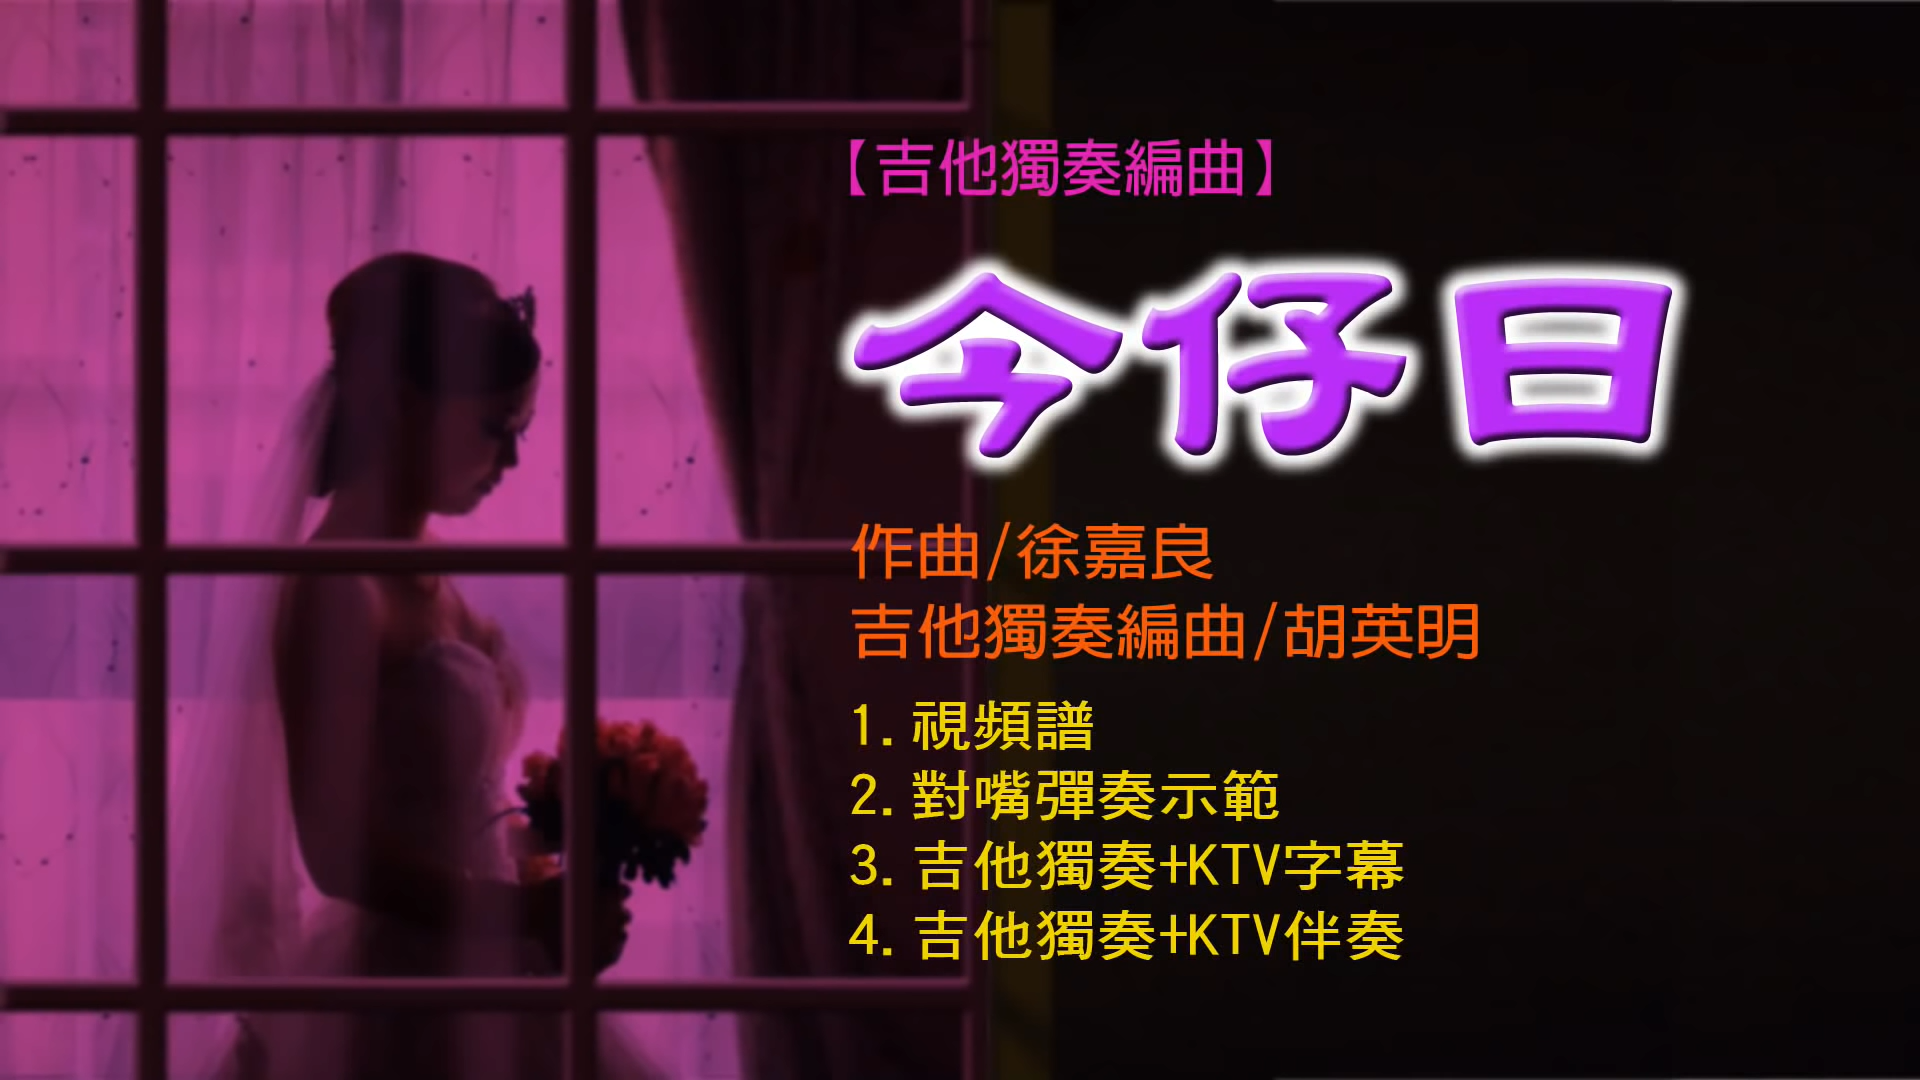 【吉他獨奏編曲】
今仔日
作曲/徐嘉良
吉他獨奏編曲/胡英明
1.視頻譜
2.對嘴彈奏示範
3.吉他獨奏+KTV字幕
4.吉他獨奏+KTV伴奏